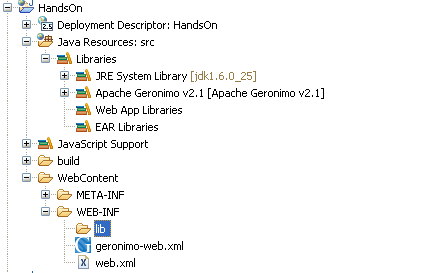 HandsOn
Deployment Descriptor: HandsOn
Java Resources: src
Libraries
JRE System Library [jdk1.6.0_25]
Apache Geronimo v2.1 [Apache Geronimo v2.1]
Web App Libraries
EAR Libraries
JavaScript Support
build
WebContent
META-INF
WEB-INF
lib
geronimo-web.xml
web.xml